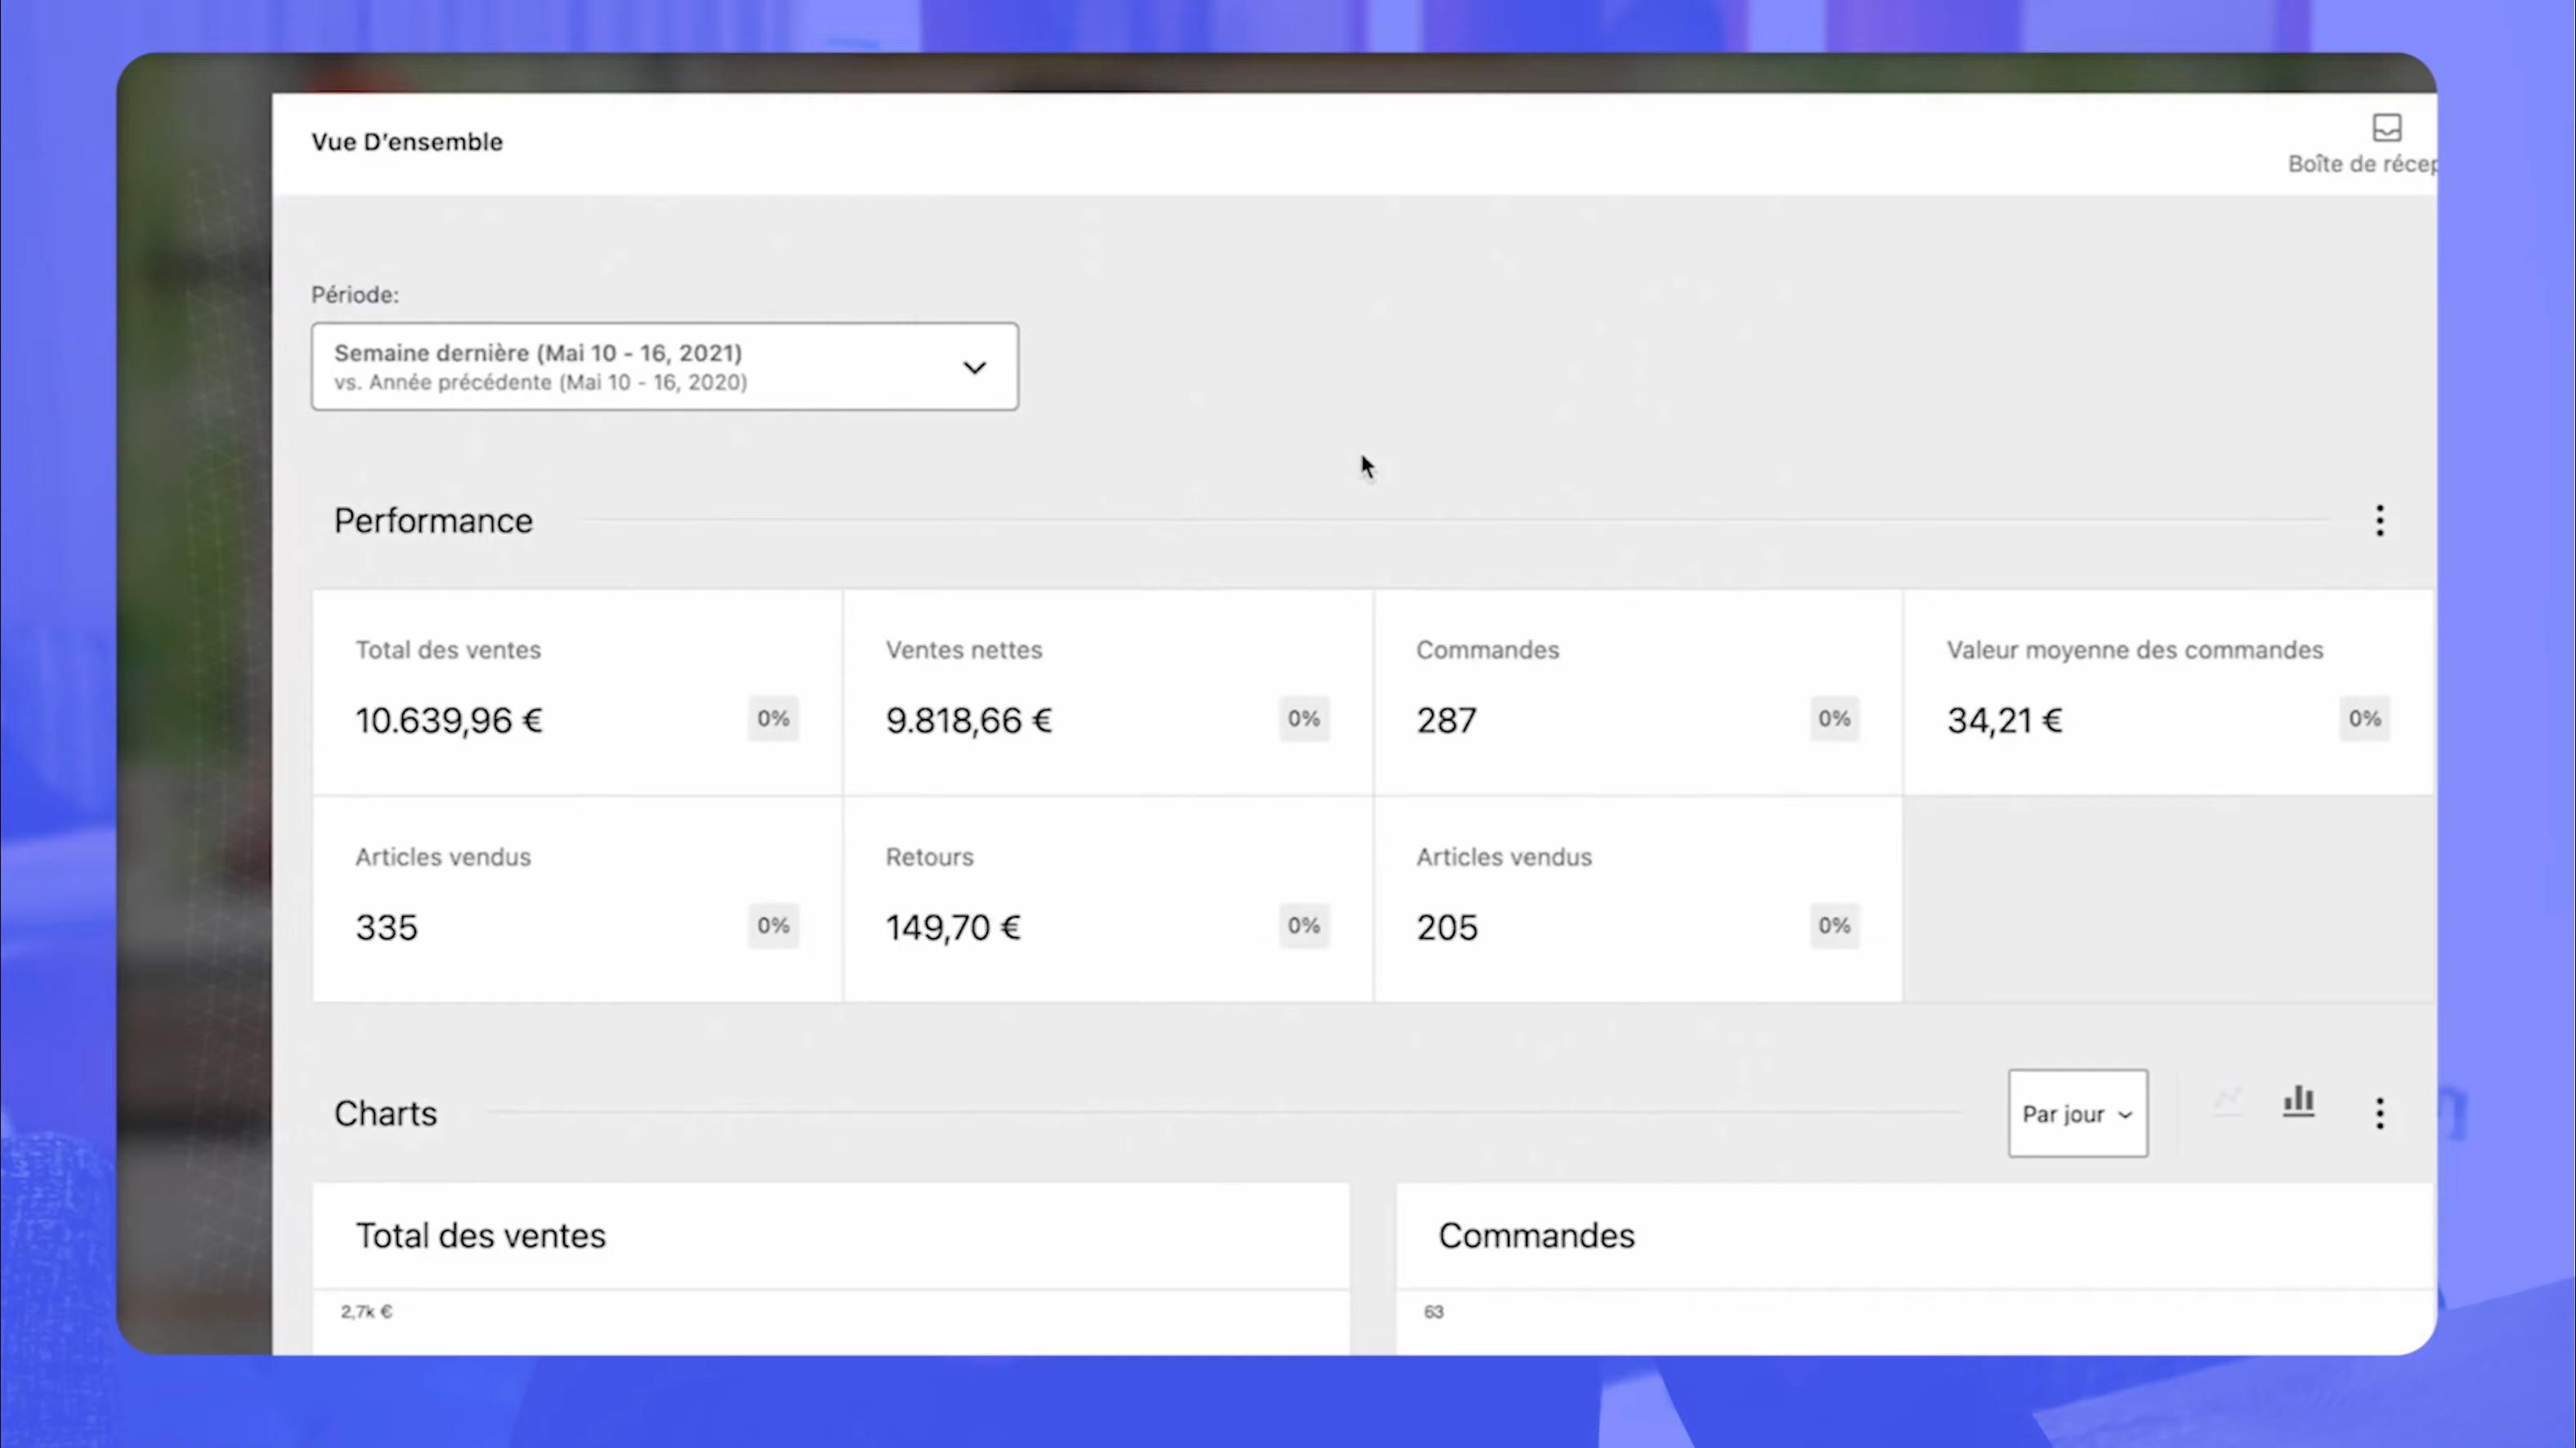 Vue D'ensemble
Boîte de récep
Période:
Semaine dernière (Mai 10 - 16, 2021)
vs. Année précédente (Mai 10 - 16, 2020)
Performance
Total des ventes
10.639,96 €
0%
Ventes nettes
9.818,66 €
0%
Commandes
287
0%
Valeur moyenne des commandes
34,21 €
0%
Articles vendus
335
0%
Retours
149,70 €
0%
Articles vendus
205
0%
Charts
Par jour
Total des ventes
2,7k €
Commandes
63